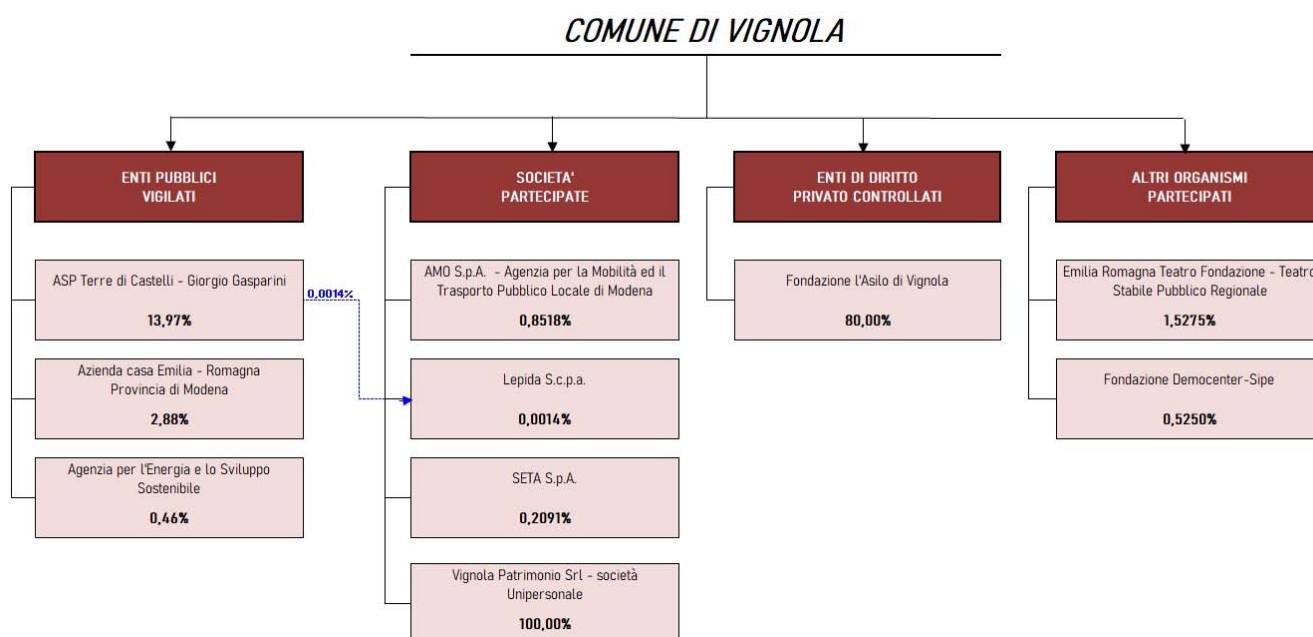 COMUNE DI VIGNOLA
ENTI PUBBLICI
VIGILATI
ASP Terre di Castelli - Giorgio Gasparini
13,97%
0,0014%
Azienda casa Emilia - Romagna
Provincia di Modena
2,88%
Agenzia per l'Energia e lo Sviluppo
Sostenibile
0,46%
SOCIETA'
PARTECIPATE
AMO S.p.A. - Agenzia per la Mobilità ed il
Trasporto Pubblico Locale di Modena
0,8518%
Lepida S.c.p.a.
0,0014%
SETA S.p.A.
0,2091%
Vignola Patrimonio Srl - società
Unipersonale
100,00%
ENTI DI DIRITTO
PRIVATO CONTROLLATI
Fondazione l'Asilo di Vignola
80,00%
ALTRI ORGANISMI
PARTECIPATI
Emilia Romagna Teatro Fondazione - Teatro
Stabile Pubblico Regionale
1,5275%
Fondazione Democenter-Sipe
0,5250%